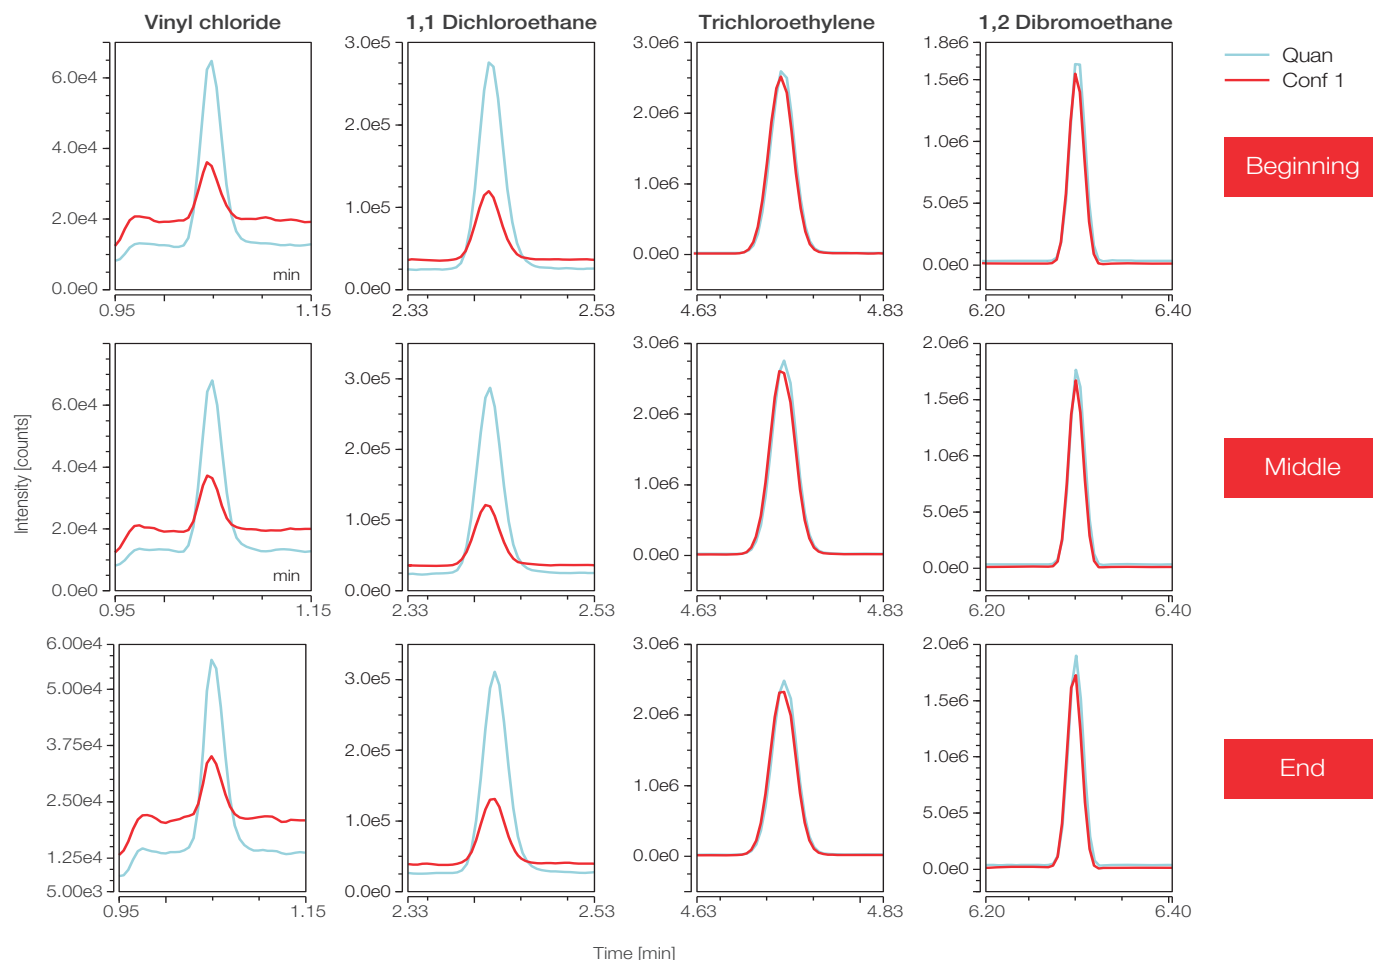 Vinyl chloride 1,1 Dichloroethane Trichloroethylene 1,2 Dibromoethane
Quan
Conf 1
6.0e4
4.0e4
2.0e4
0.0e0
min
0.95 1.15
3.0e5
2.0e5
1.0e5
0.0e0
2.33 2.53
3.0e6
2.0e6
1.0e6
0.0e0
4.63 4.83
1.8e6
1.5e6
1.0e6
5.0e5
0.0e0
6.20 6.40
Beginning
Intensity [counts]
6.0e4
4.0e4
2.0e4
0.0e0
min
0.95 1.15
3.0e5
2.0e5
1.0e5
0.0e0
2.33 2.53
3.0e6
2.0e6
1.0e6
0.0e0
4.63 4.83
2.0e6
1.5e6
1.0e6
5.0e5
0.0e0
6.20 6.40
Middle
6.00e4
5.00e4
3.75e4
2.50e4
1.25e4
5.00e3
0.95 1.15
3.0e5
2.0e5
1.0e5
0.0e0
2.33 2.53
3.0e6
2.0e6
1.0e6
0.0e0
4.63 4.83
2.0e6
1.5e6
1.0e6
5.0e5
0.0e0
6.20 6.40
End
Time [min]